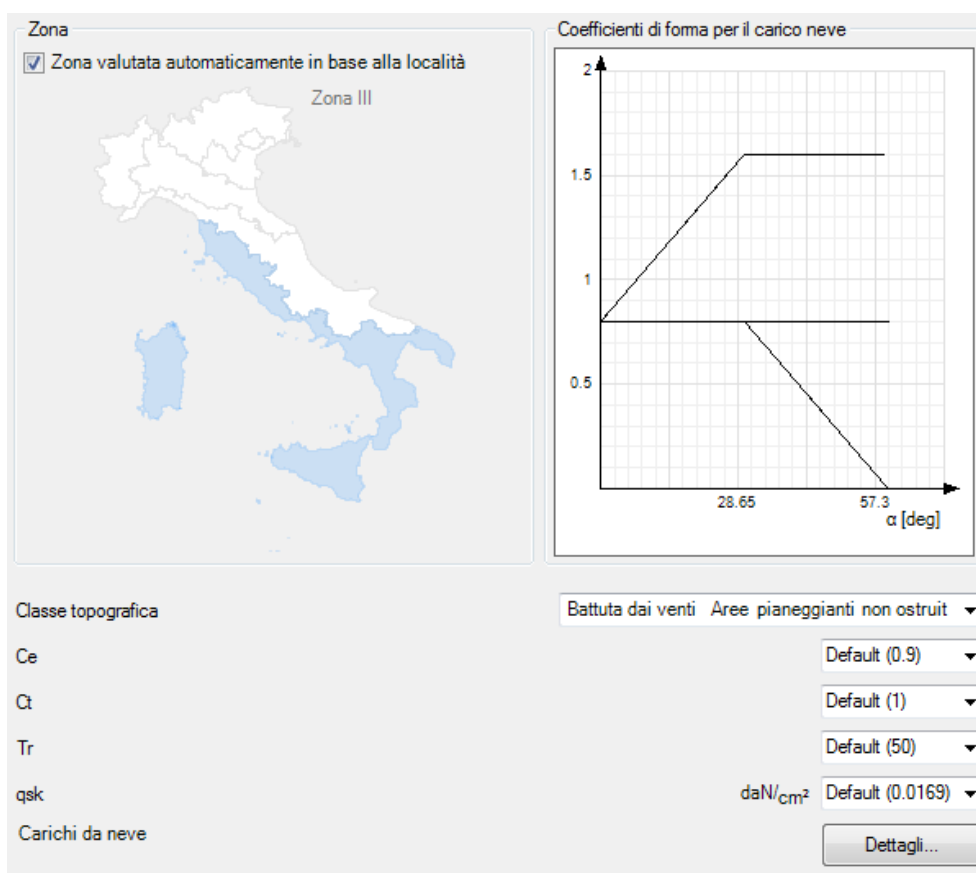 Zona
Zona valutata automaticamente in base alla località
Zona III
Coefficienti di forma per il carico neve
2
1.5
1
0.5
28.65 57.3
α [deg]
Classe topografica Battuta dai venti Aree pianeggianti non ostruit
Ce Default (0.9)
Ct Default (1)
Tr Default (50)
qsk daN/cm² Default (0.0169)
Carichi da neve Dettagli...